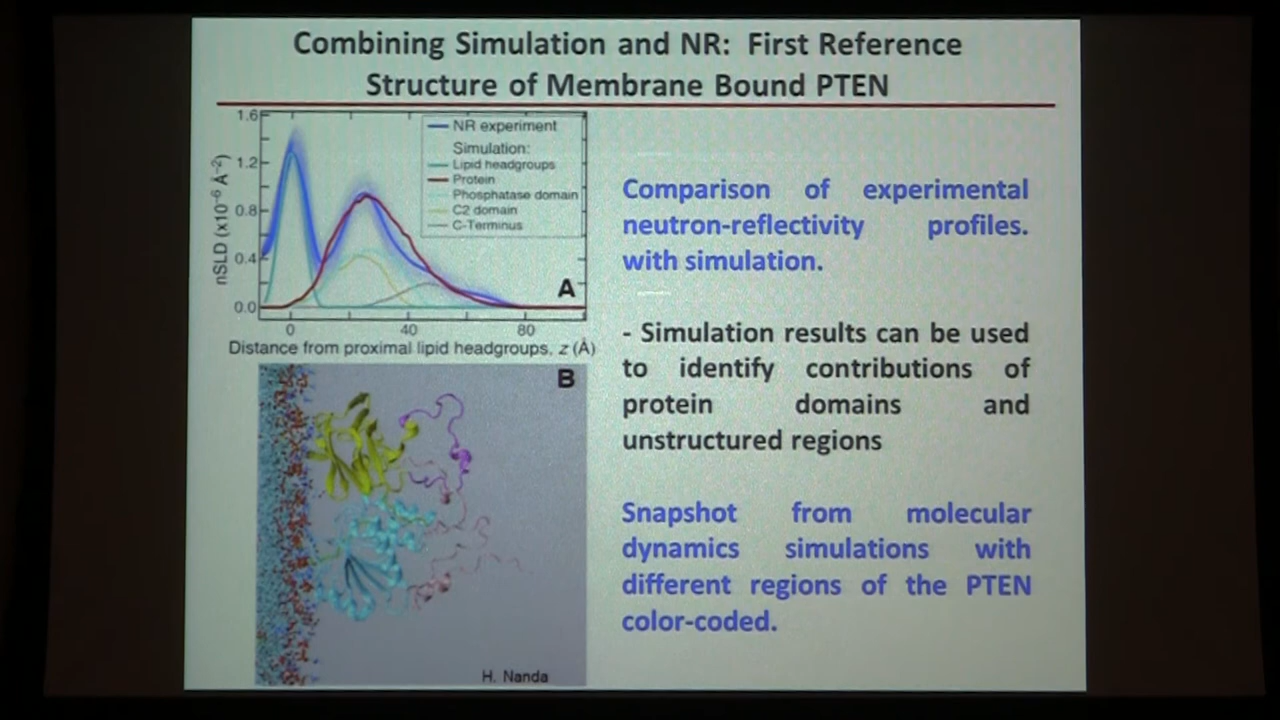 Combining Simulation and NR: First Reference
Structure of Membrane Bound PTEN
1.6
1.2
0.8
0.4
0.0
nSLD (x10⁻⁶ Å⁻²)
NR experiment
Simulation:
Lipid headgroups
Protein
Phosphatase domain
C2 domain
C-Terminus
A
0 40 80
Distance from proximal lipid headgroups, z (Å)
B
H. Nanda
Comparison of experimental
neutron-reflectivity profiles.
with simulation.
- Simulation results can be used
to identify contributions of
protein domains and
unstructured regions
Snapshot from molecular
dynamics simulations with
different regions of the PTEN
color-coded.